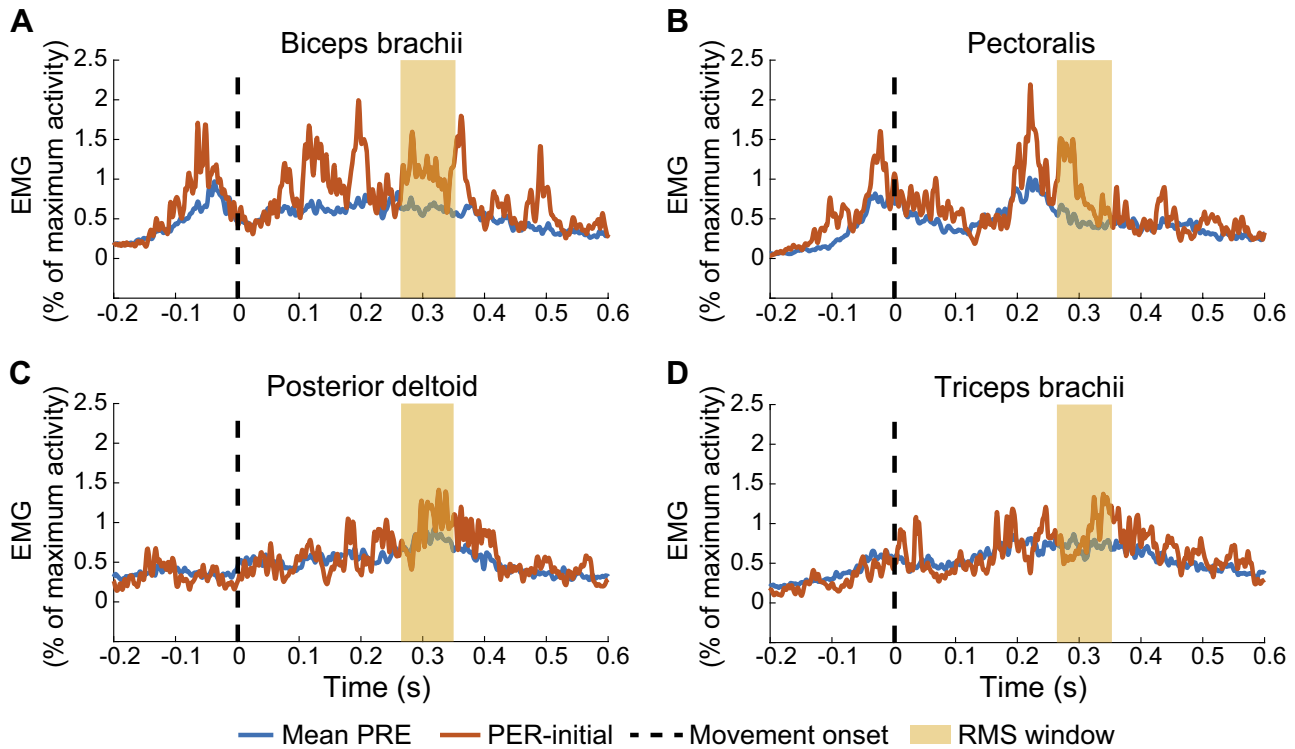 A
Biceps brachii
EMG
(% of maximum activity)
2.5
2
1.5
1
0.5
0
-0.2 -0.1 0 0.1 0.2 0.3 0.4 0.5 0.6
B
Pectoralis
EMG
(% of maximum activity)
2.5
2
1.5
1
0.5
0
-0.2 -0.1 0 0.1 0.2 0.3 0.4 0.5 0.6
C
Posterior deltoid
EMG
(% of maximum activity)
2.5
2
1.5
1
0.5
0
-0.2 -0.1 0 0.1 0.2 0.3 0.4 0.5 0.6
Time (s)
D
Triceps brachii
EMG
(% of maximum activity)
2.5
2
1.5
1
0.5
0
-0.2 -0.1 0 0.1 0.2 0.3 0.4 0.5 0.6
Time (s)
Mean PRE PER-initial Movement onset RMS window